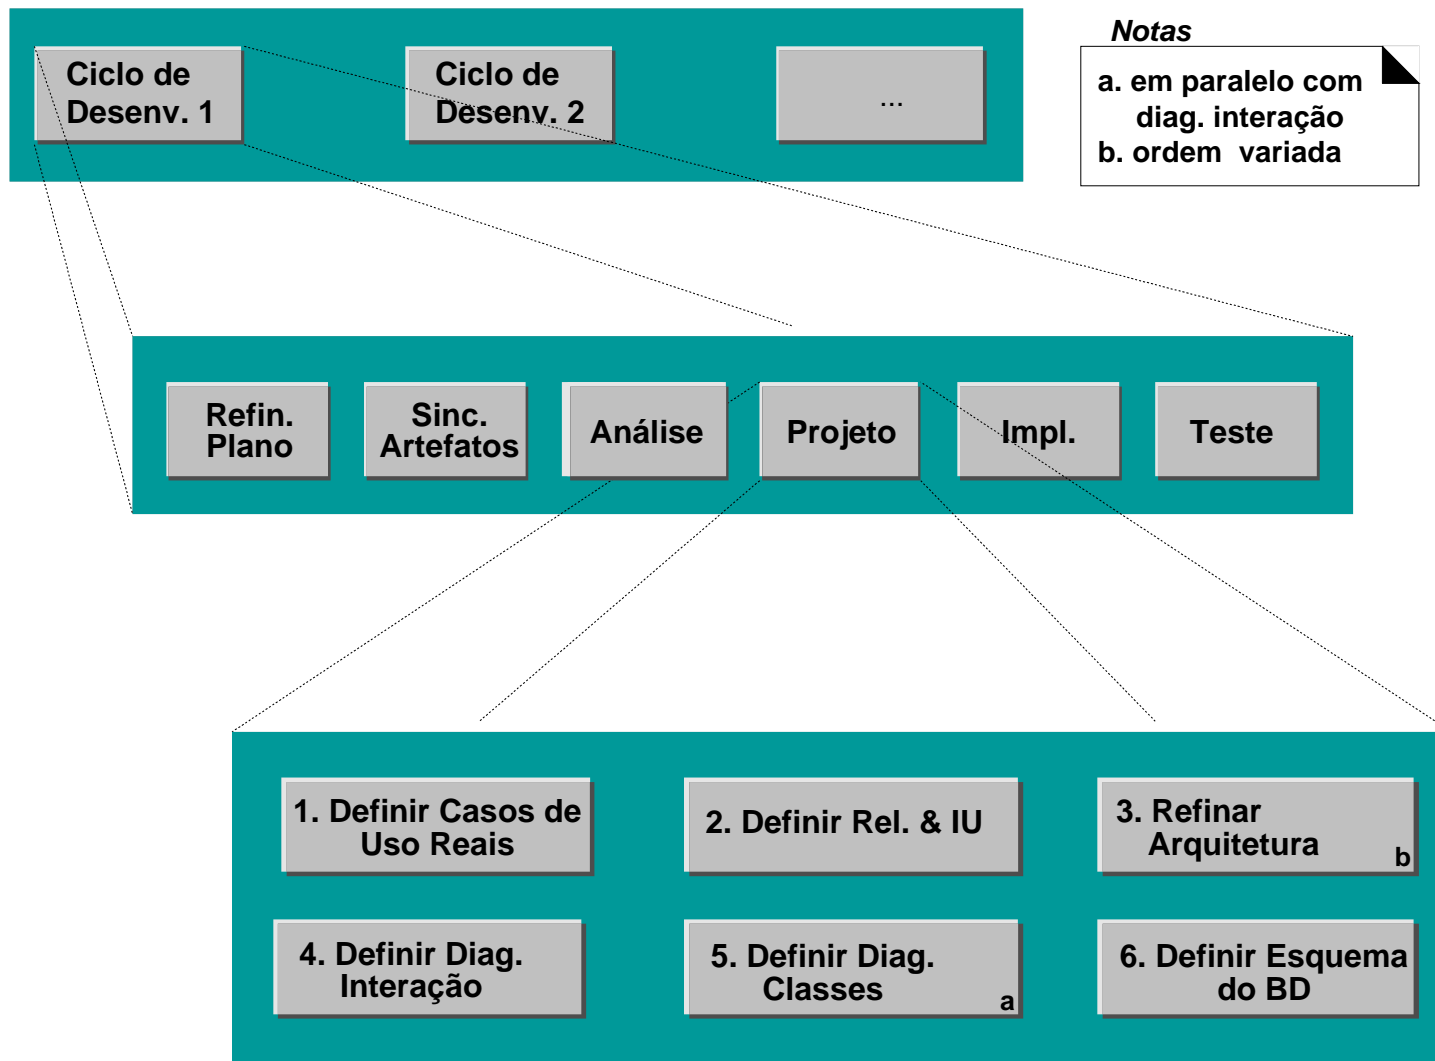 Notas
Ciclo de
Desenv. 1
Ciclo de
Desenv. 2
...
a. em paralelo com
diag. interação
b. ordem variada
Refin.
Plano
Sinc.
Artefatos
Análise
Projeto
Impl.
Teste
1. Definir Casos de
Uso Reais
2. Definir Rel. & IU
3. Refinar
Arquitetura
b
4. Definir Diag.
Interação
5. Definir Diag.
Classes
a
6. Definir Esquema
do BD